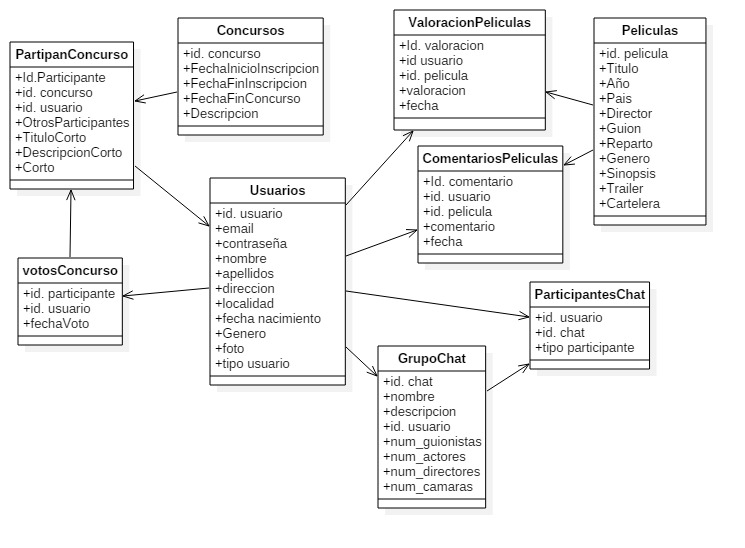 PartipanConcurso
+Id.Participante
+id. concurso
+id. usuario
+OtrosParticipantes
+TituloCorto
+DescripcionCorto
+Corto
Concursos
+id. concurso
+FechaInicioInscripcion
+FechaFinInscripcion
+FechaFinConcurso
+Descripcion
ValoracionPeliculas
+Id. valoracion
+id usuario
+id. pelicula
+valoracion
+fecha
Peliculas
+id. pelicula
+Titulo
+Año
+Pais
+Director
+Guion
+Reparto
+Genero
+Sinopsis
+Trailer
+Cartelera
ComentariosPeliculas
+Id. comentario
+id. usuario
+id. pelicula
+comentario
+fecha
Usuarios
+id. usuario
+email
+contraseña
+nombre
+apellidos
+direccion
+localidad
+fecha nacimiento
+Genero
+foto
+tipo usuario
votosConcurso
+id. participante
+id. usuario
+fechaVoto
ParticipantesChat
+id. usuario
+id. chat
+tipo participante
GrupoChat
+id. chat
+nombre
+descripcion
+id. usuario
+num_guionistas
+num_actores
+num_directores
+num_camaras